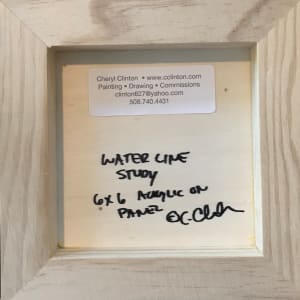 Cheryl Clinton • www.cclinton.com
Painting • Drawing • Commissions
clinton627@yahoo.com
508.740.4431
WATER LINE
STUDY
6x6 ACRYLIC ON
PANEL